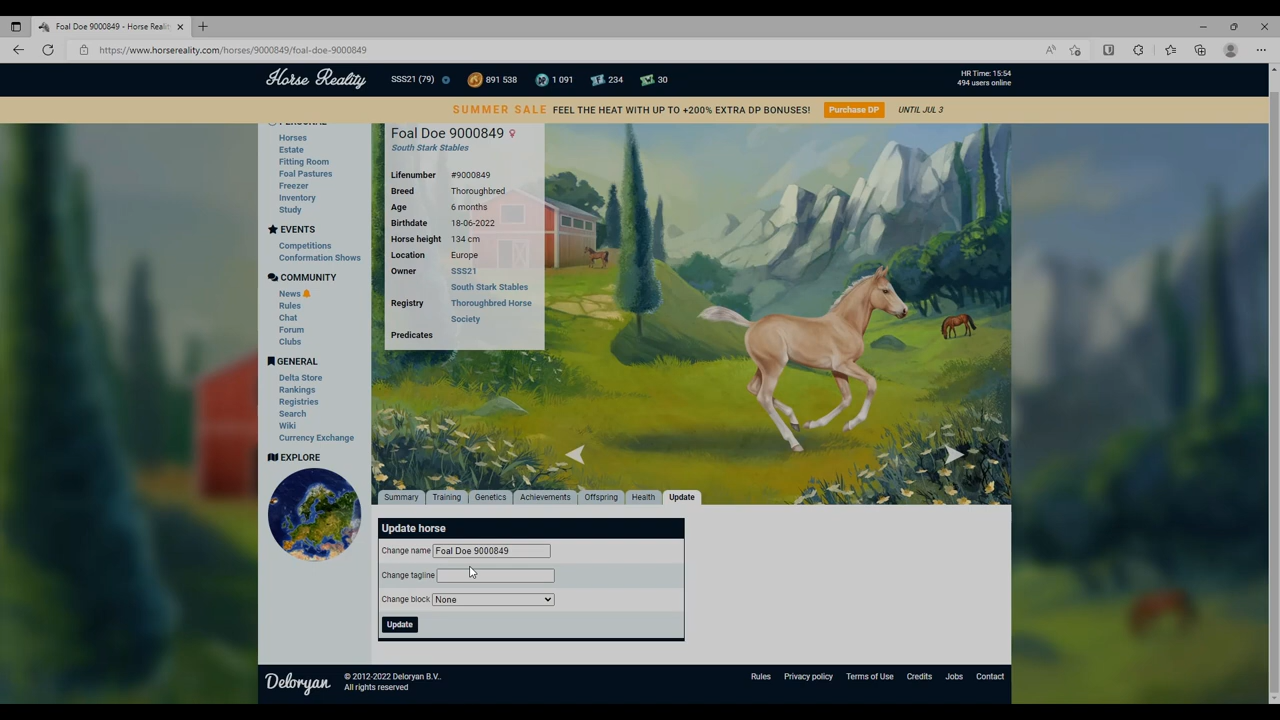 Foal Doe 9000849 - Horse Realit
https://www.horsereality.com/horses/9000849/foal-doe-9000849
Horse Reality
SSS21 (79)
891 538
1 091
234
30
HR Time: 15:54
494 users online
SUMMER SALE FEEL THE HEAT WITH UP TO +200% EXTRA DP BONUSES! Purchase DP UNTIL JUL 3
PERSONAL
Horses
Estate
Fitting Room
Foal Pastures
Freezer
Inventory
Study
EVENTS
Competitions
Conformation Shows
COMMUNITY
News
Rules
Chat
Forum
Clubs
GENERAL
Delta Store
Rankings
Registries
Search
Wiki
Currency Exchange
EXPLORE
Foal Doe 9000849
South Stark Stables
Lifenumber #9000849
Breed Thoroughbred
Age 6 months
Birthdate 18-06-2022
Horse height 134 cm
Location Europe
Owner SSS21
South Stark Stables
Registry Thoroughbred Horse
Society
Predicates
Summary Training Genetics Achievements Offspring Health Update
Update horse
Change name Foal Doe 9000849
Change tagline
Change block None
Update
Deloryan
© 2012-2022 Deloryan B.V..
All rights reserved
Rules Privacy policy Terms of Use Credits Jobs Contact